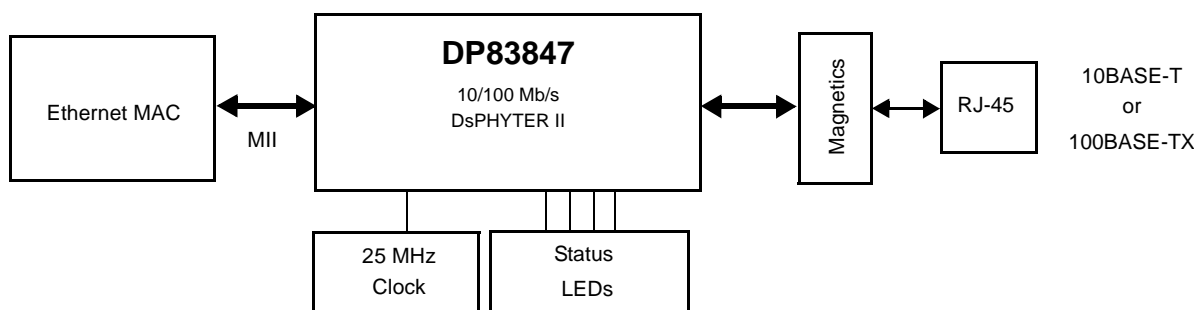 Ethernet MAC
MII
DP83847
10/100 Mb/s
DsPHYTER II
25 MHz
Clock
Status
LEDs
Magnetics
RJ-45
10BASE-T
or
100BASE-TX